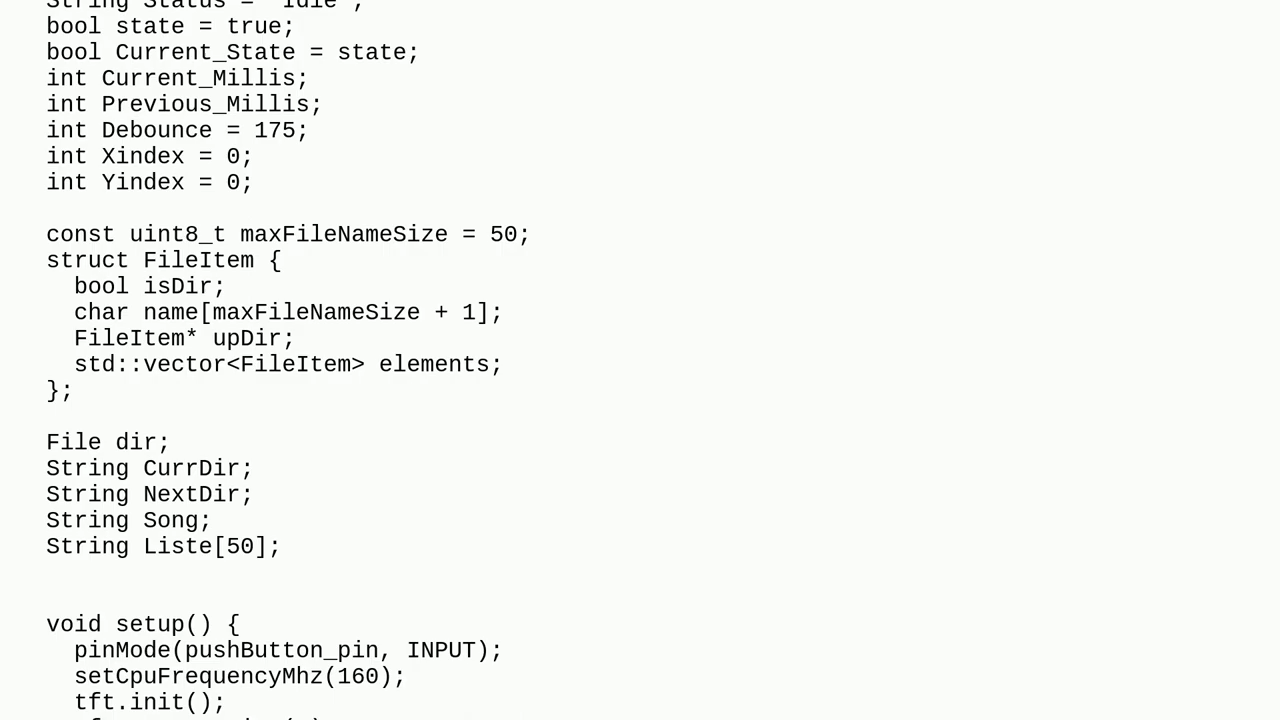 String Status = "Idle";
bool state = true;
bool Current_State = state;
int Current_Millis;
int Previous_Millis;
int Debounce = 175;
int Xindex = 0;
int Yindex = 0;

const uint8_t maxFileNameSize = 50;
struct FileItem {
  bool isDir;
  char name[maxFileNameSize + 1];
  FileItem* upDir;
  std::vector<FileItem> elements;
};

File dir;
String CurrDir;
String NextDir;
String Song;
String Liste[50];

void setup() {
  pinMode(pushButton_pin, INPUT);
  setCpuFrequencyMhz(160);
  tft.init();